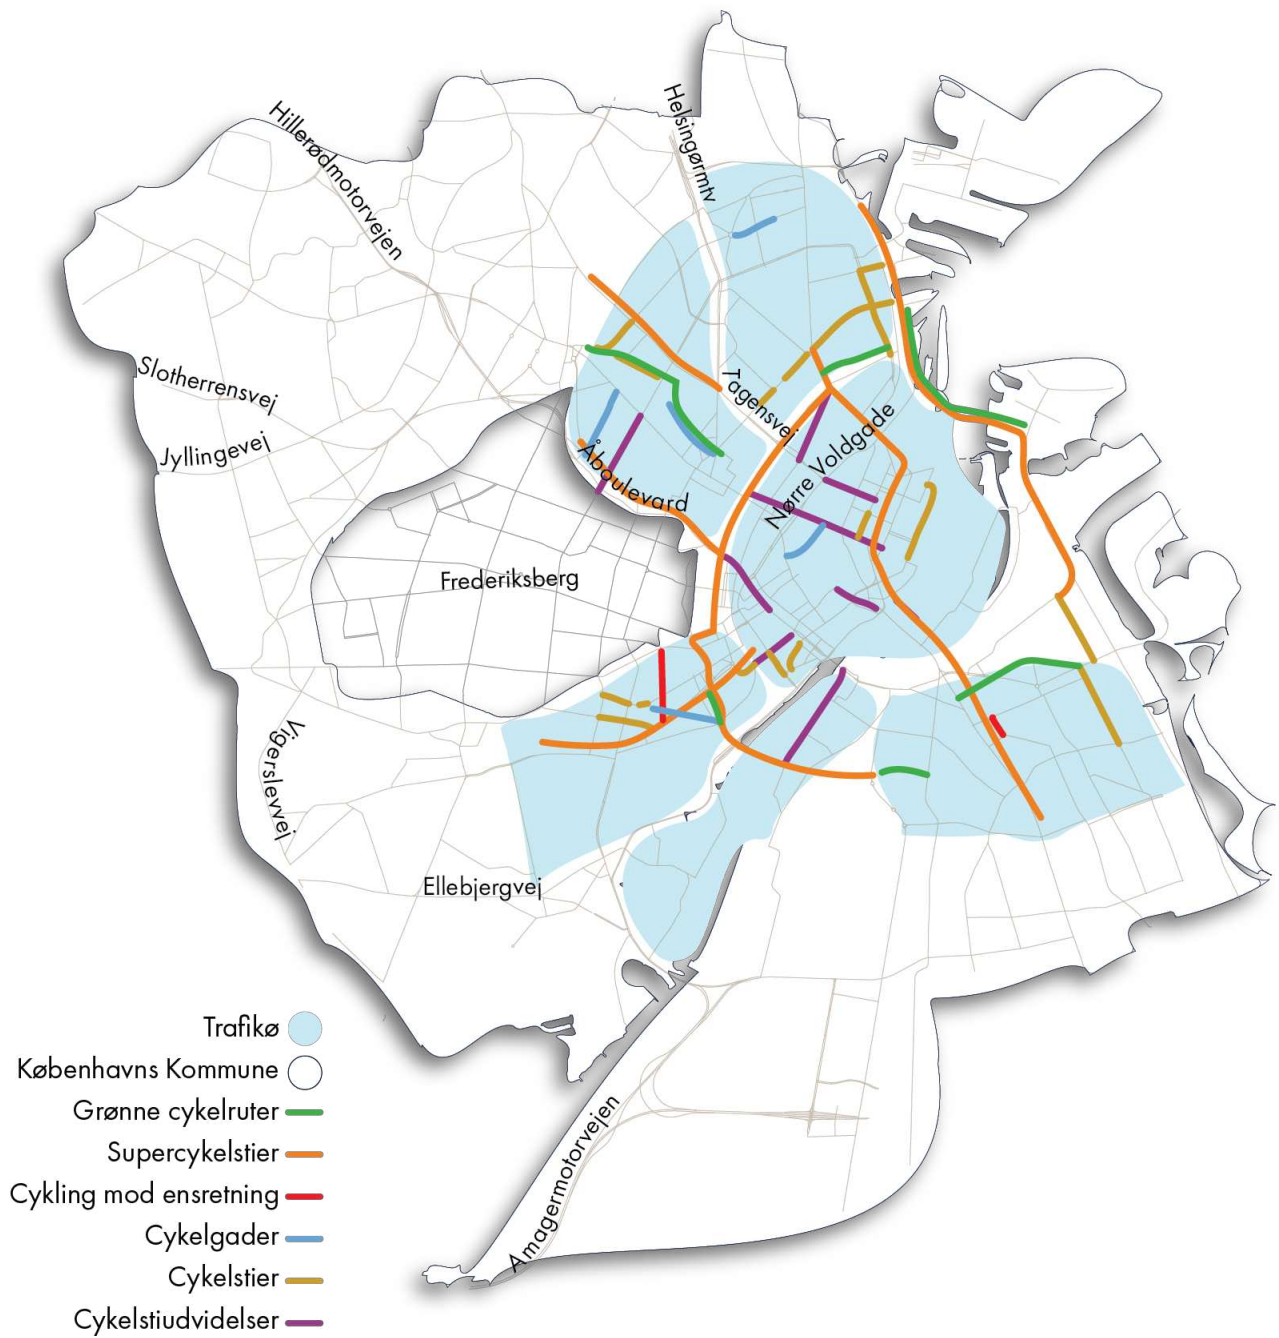 Helsingørmtv
Hillerødmotorvejen
Slotherrensvej
Tagensvej
Jyllingevej
Nørre Voldgade
Åboulevard
Frederiksberg
Vigerslevvej
Ellebjergvej
Trafikø
Københavns Kommune
Grønne cykelruter
Supercykelstier
Cykling mod ensretning
Cykelgader
Cykelstier
Cykelstiudvidelser
Amagermotorvejen